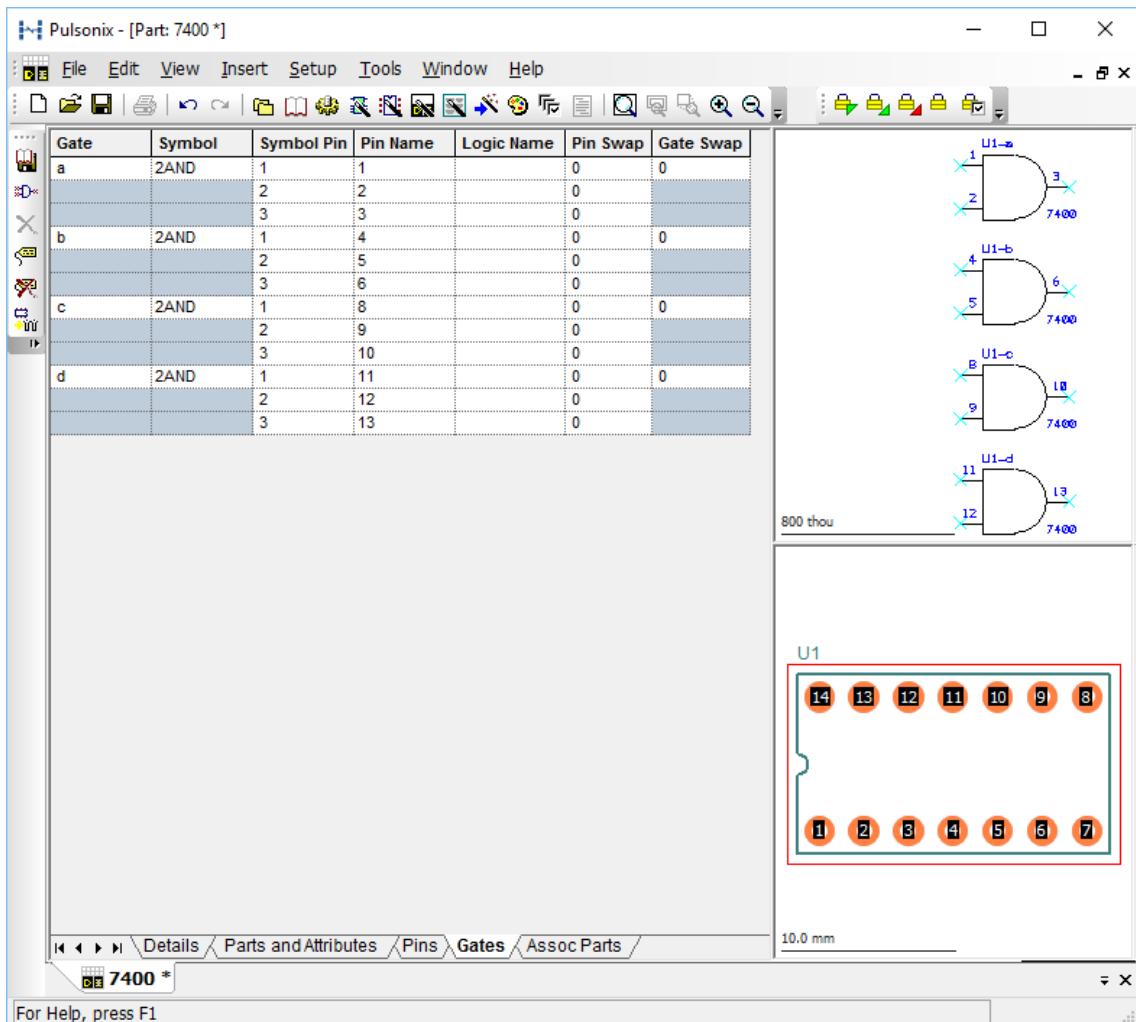 Pulsonix - [Part: 7400 *]
File Edit View Insert Setup Tools Window Help
Gate Symbol Symbol Pin Pin Name Logic Name Pin Swap Gate Swap
a 2AND 1 1 0 0
2 2 0
3 3 0
b 2AND 1 4 0 0
2 5 0
3 6 0
c 2AND 1 8 0 0
2 9 0
3 10 0
d 2AND 1 11 0 0
2 12 0
3 13 0
U1-a
1
3
2
7400
U1-b
4
6
5
7400
U1-c
8
10
9
7400
U1-d
11
13
12
7400
800 thou
U1
14 13 12 11 10 9 8
1 2 3 4 5 6 7
10.0 mm
Details Parts and Attributes Pins Gates Assoc Parts
7400 *
For Help, press F1